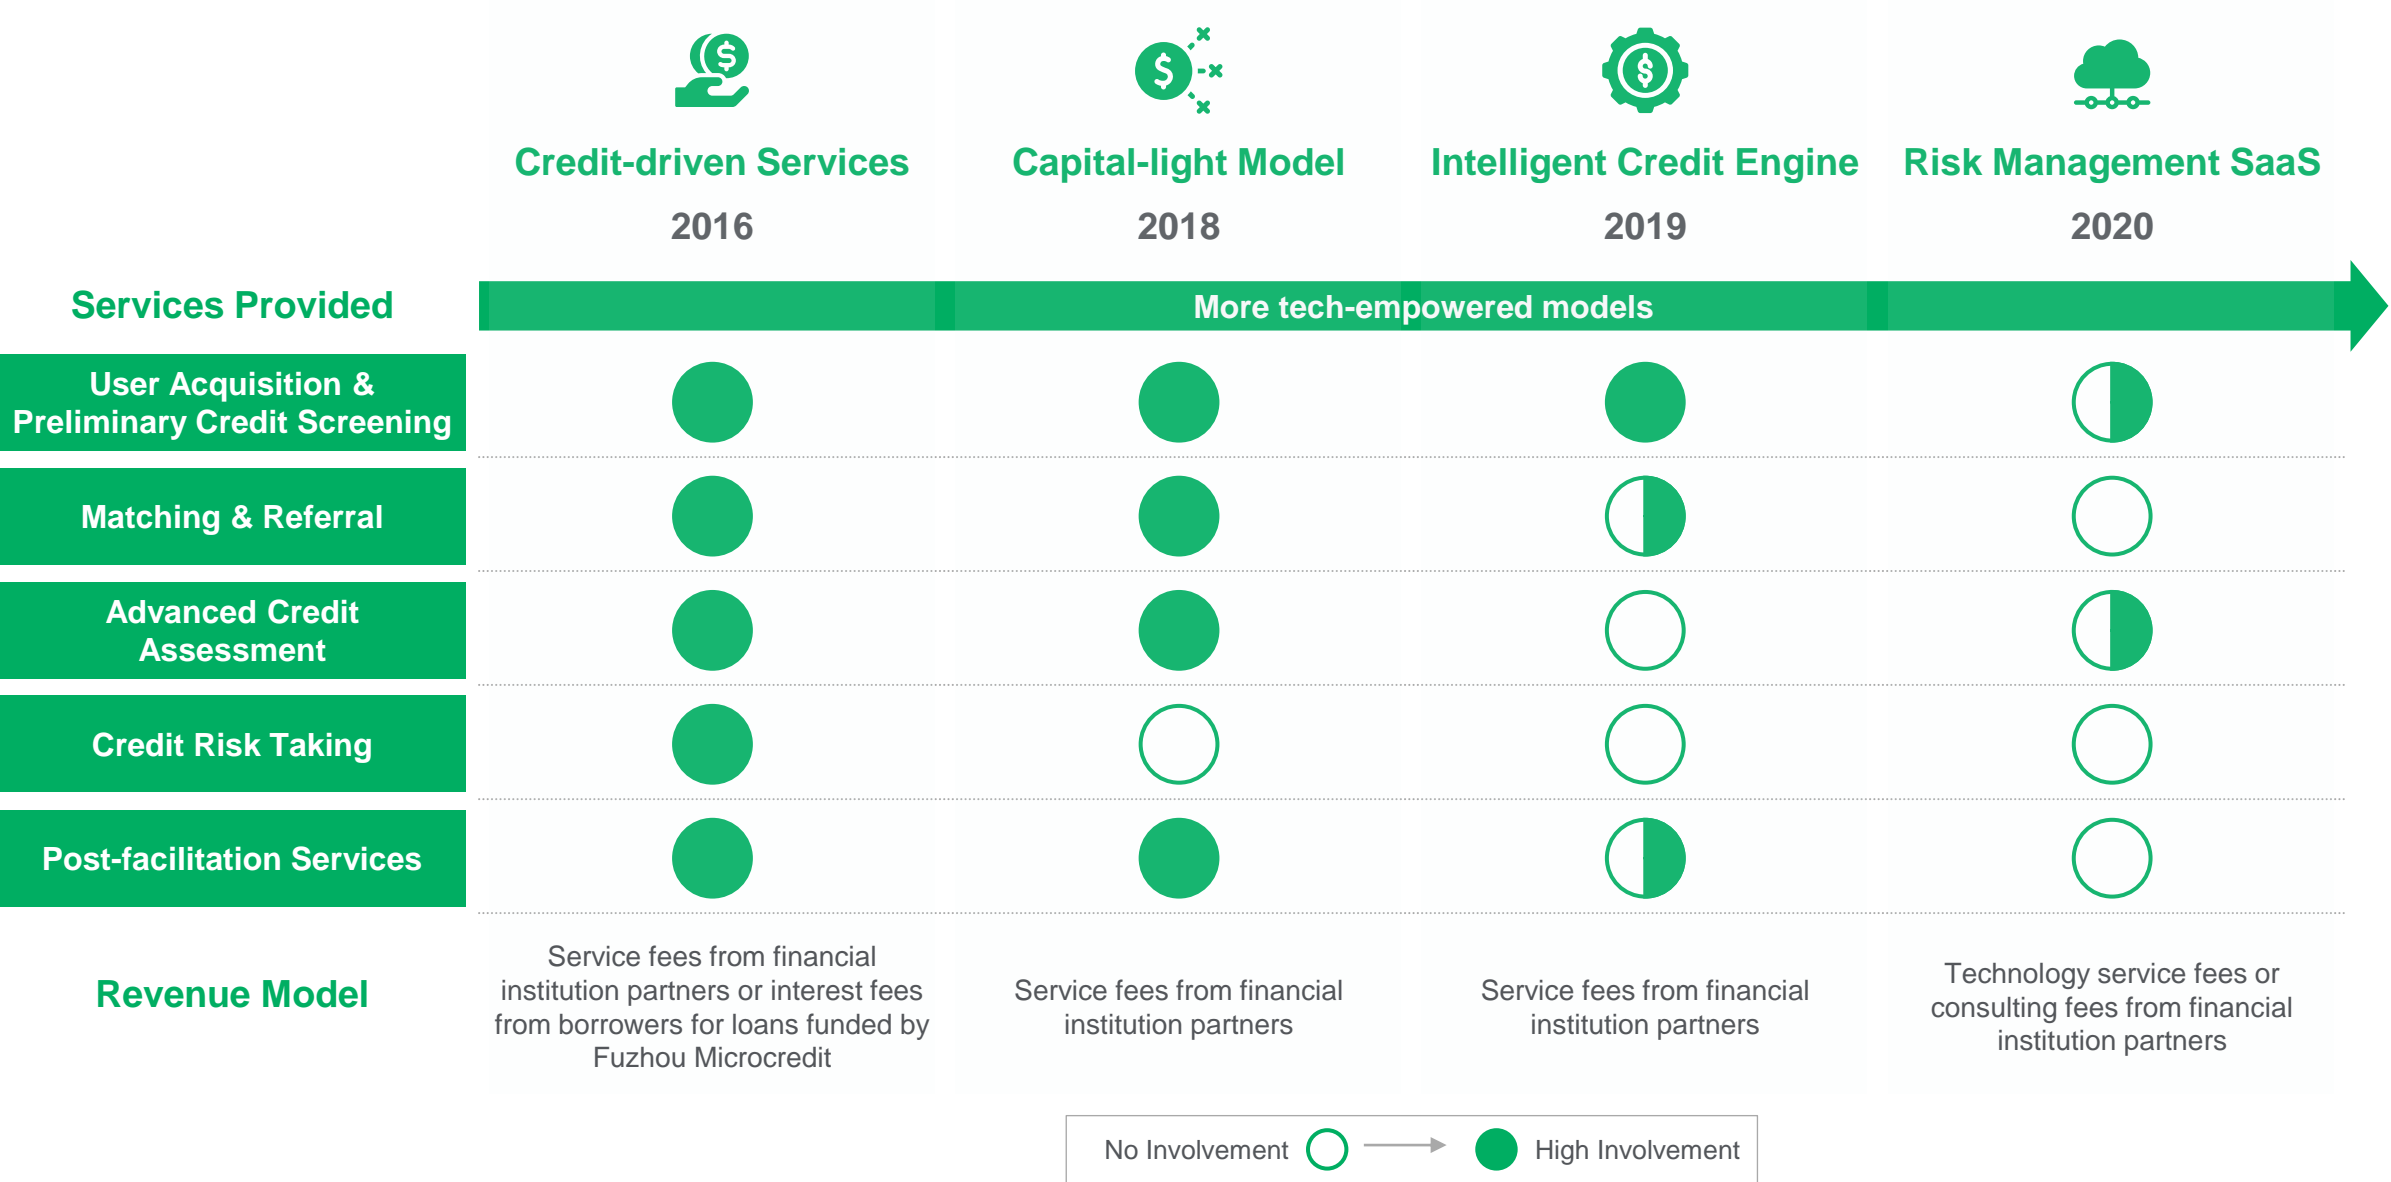 Credit-driven Services
Capital-light Model
Intelligent Credit Engine
Risk Management SaaS
2016
2018
2019
2020
Services Provided
More tech-empowered models
User Acquisition &
Preliminary Credit Screening
Matching & Referral
Advanced Credit
Assessment
Credit Risk Taking
Post-facilitation Services
Revenue Model
Service fees from financial
institution partners or interest fees
from borrowers for loans funded by
Fuzhou Microcredit
Service fees from financial
institution partners
Service fees from financial
institution partners
Technology service fees or
consulting fees from financial
institution partners
No Involvement
High Involvement